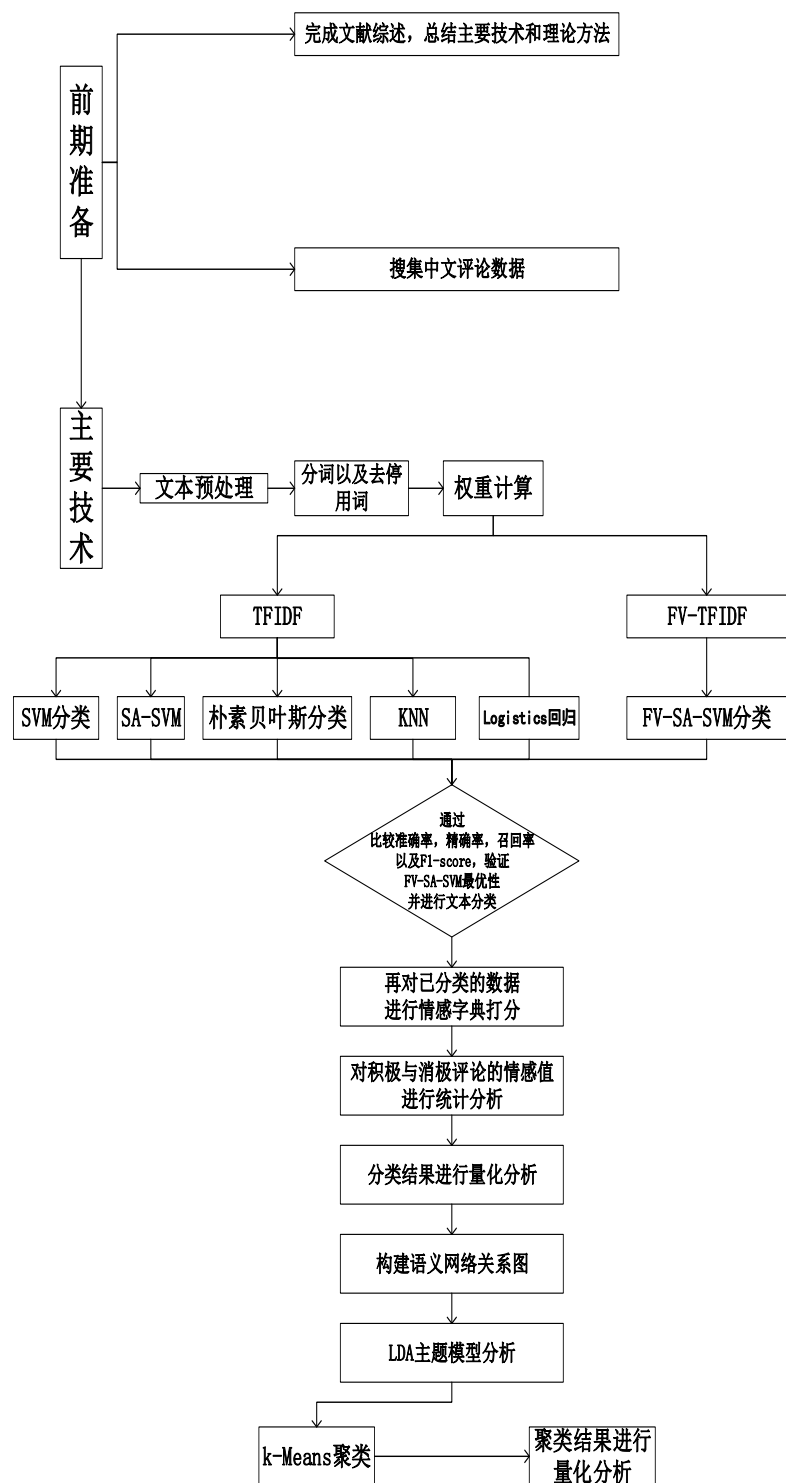 完成文献综述，总结主要技术和理论方法
前期准备
搜集中文评论数据
主要技术
文本预处理
分词以及去停
用词
权重计算
TFIDF
FV-TFIDF
SVM分类
SA-SVM
朴素贝叶斯分类
KNN
Logistics回归
FV-SA-SVM分类
通过
比较准确率，精确率，召回率
以及F1-score，验证
FV-SA-SVM最优性
并进行文本分类
再对已分类的数据
进行情感字典打分
对积极与消极评论的情感值
进行统计分析
分类结果进行量化分析
构建语义网络关系图
LDA主题模型分析
k-Means聚类
聚类结果进行
量化分析